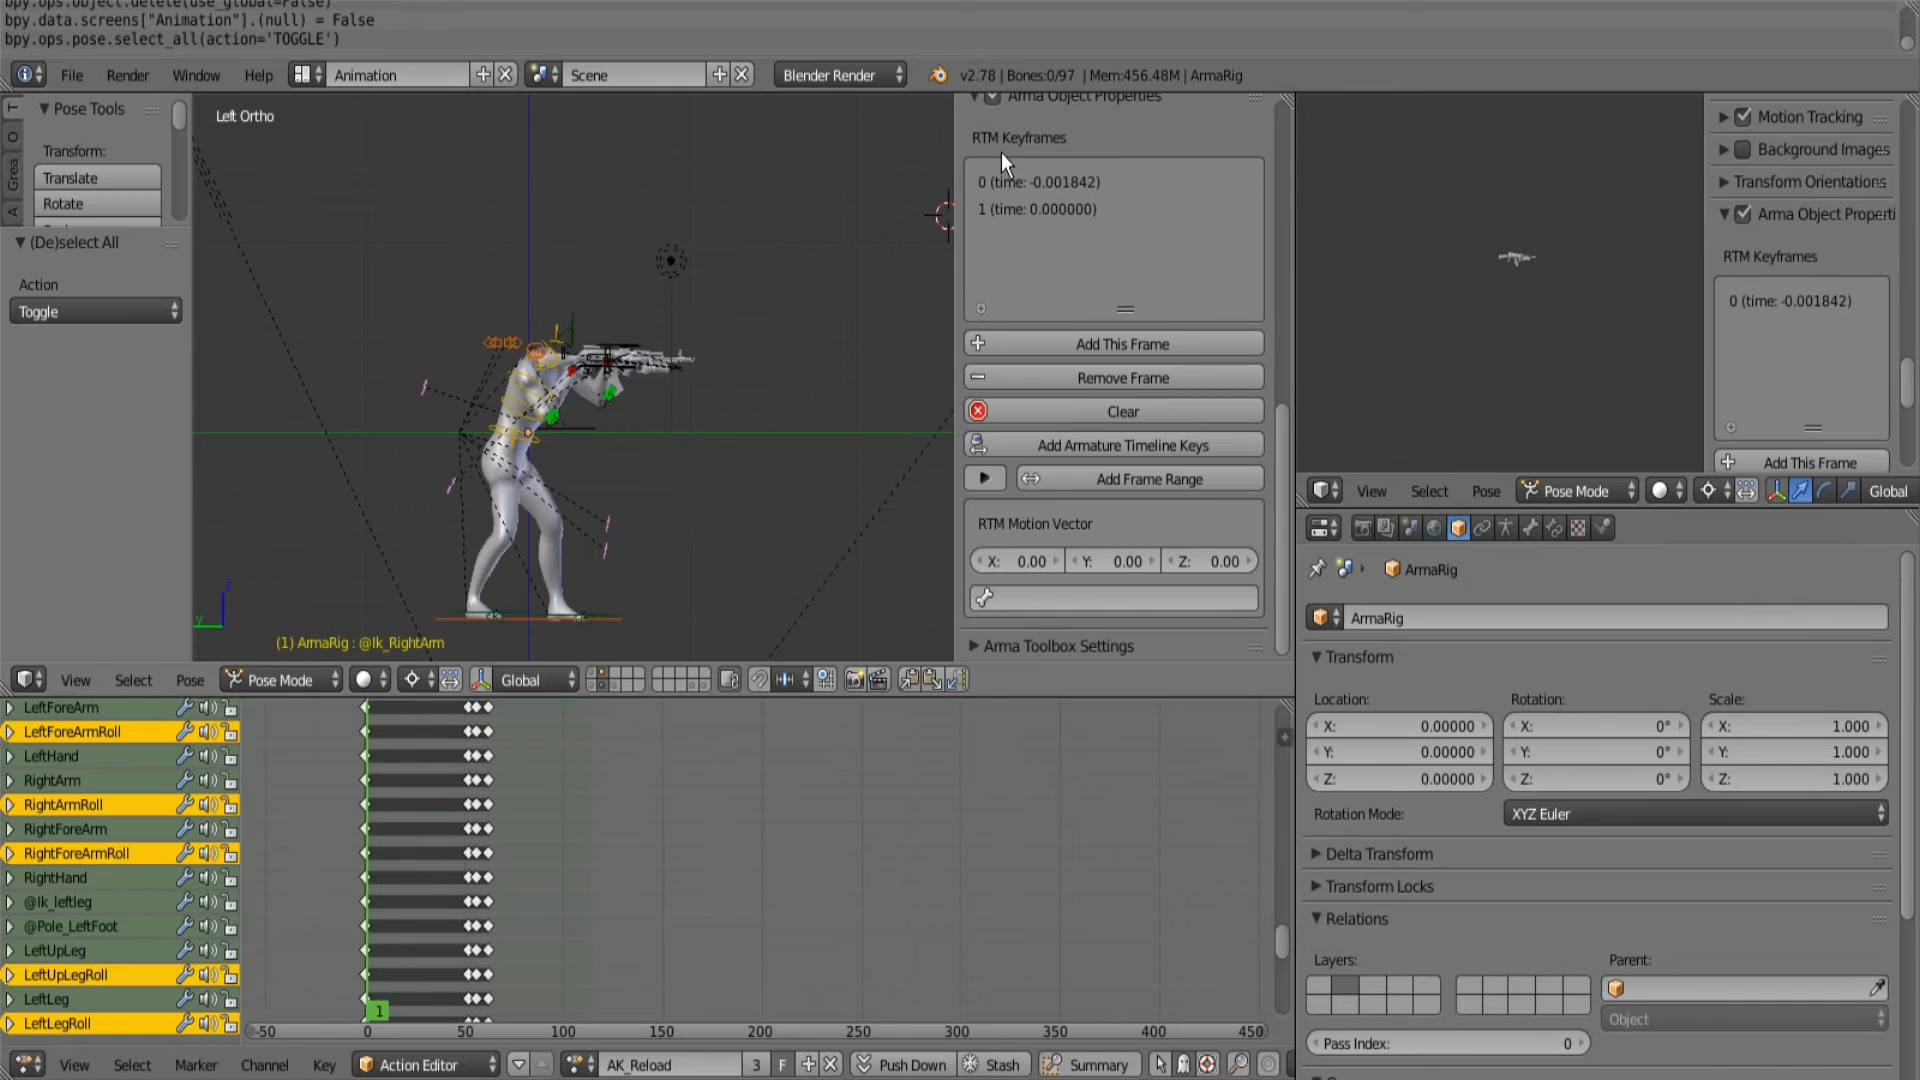 bpy.ops.object.delete(use_global=False)
bpy.data.screens["Animation"].(null) = False
bpy.ops.pose.select_all(action='TOGGLE')
File Render Window Help Animation Scene Blender Render v2.78 | Bones:0/97 | Mem:456.48M | ArmaRig
T
O
Grea
A
Pose Tools
Transform:
Translate
Rotate
(De)select All
Action
Toggle
Left Ortho
z
y
(1) ArmaRig : @Ik_RightArm
Arma Object Properties
RTM Keyframes
0 (time: -0.001842)
1 (time: 0.000000)
Add This Frame
Remove Frame
Clear
Add Armature Timeline Keys
Add Frame Range
RTM Motion Vector
X: 0.00 Y: 0.00 Z: 0.00
Arma Toolbox Settings
View Select Pose Pose Mode Global
Motion Tracking
Background Images
Transform Orientations
Arma Object Properti
RTM Keyframes
0 (time: -0.001842)
Add This Frame
View Select Pose Pose Mode Global
ArmaRig
ArmaRig
Transform
Location: Rotation: Scale:
X: 0.00000 X: 0° X: 1.000
Y: 0.00000 Y: 0° Y: 1.000
Z: 0.00000 Z: 0° Z: 1.000
Rotation Mode: XYZ Euler
Delta Transform
Transform Locks
Relations
Layers: Parent:
Object
Pass Index: 0
LeftForeArm
LeftForeArmRoll
LeftHand
RightArm
RightArmRoll
RightForeArm
RightForeArmRoll
RightHand
@Ik_leftleg
@Pole_LeftFoot
LeftUpLeg
LeftUpLegRoll
LeftLeg
LeftLegRoll
1
-50 0 50 100 150 200 250 300 350 400 450
View Select Marker Channel Key Action Editor AK_Reload 3 F Push Down Stash Summary